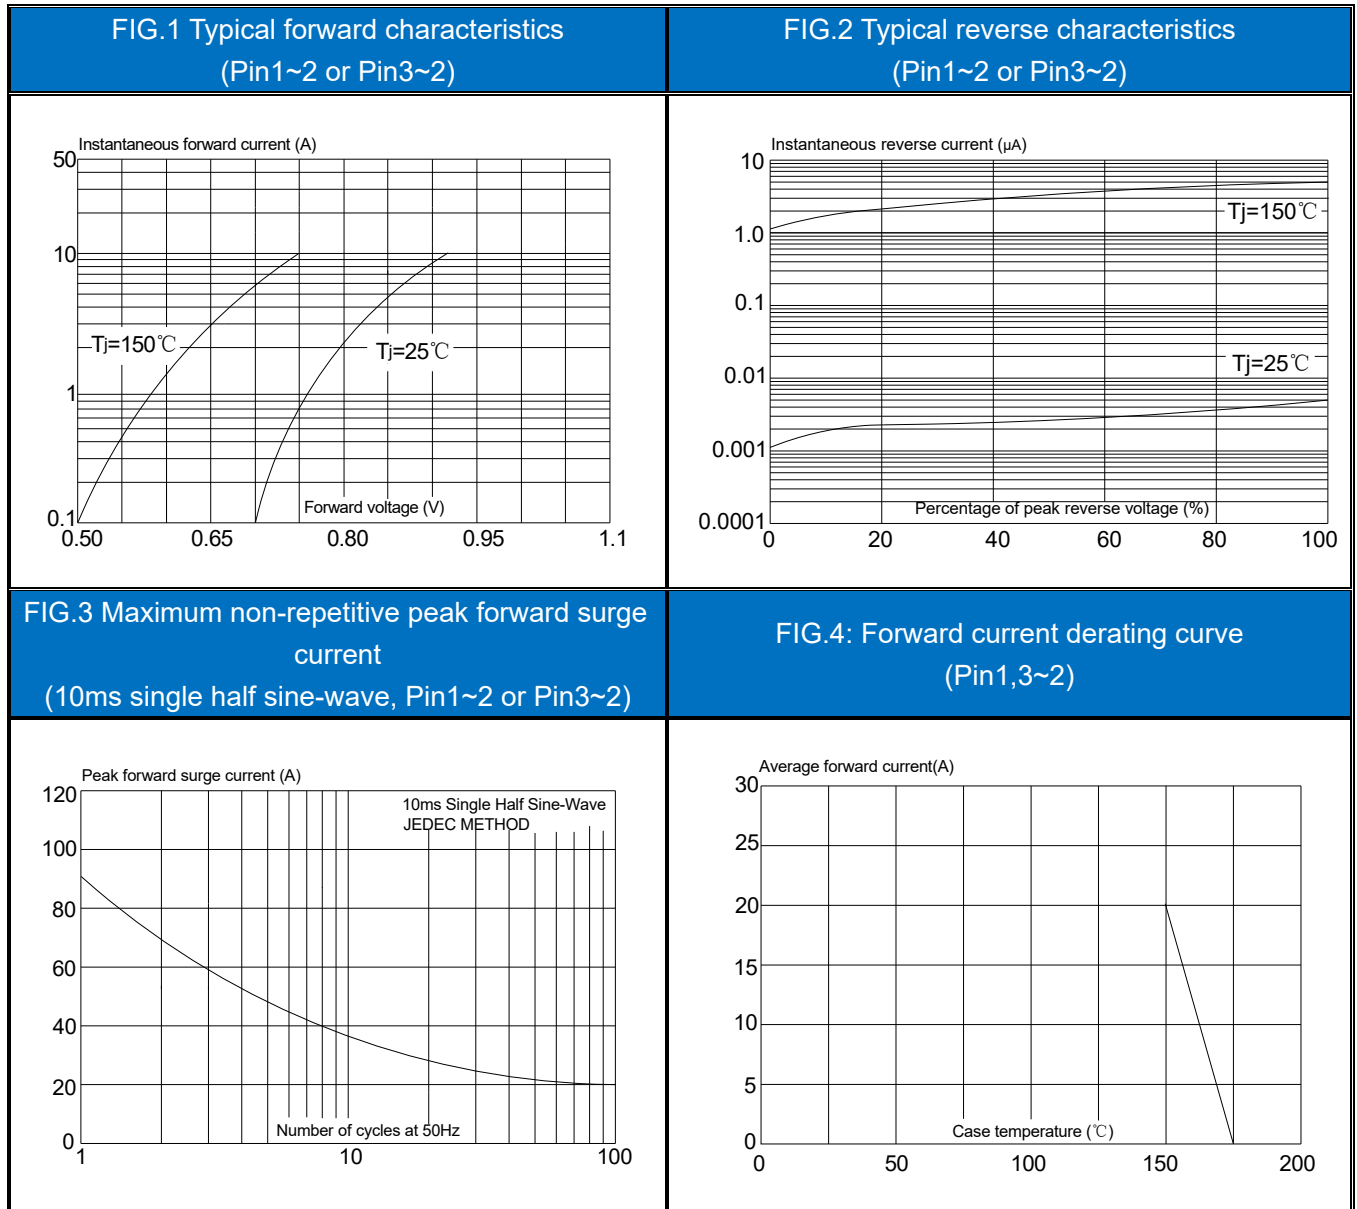 FIG.1 Typical forward characteristics
(Pin1~2 or Pin3~2)
FIG.2 Typical reverse characteristics
(Pin1~2 or Pin3~2)
Instantaneous forward current (A)
50
10
1
0.1
Tj=150℃
Tj=25℃
Forward voltage (V)
0.50 0.65 0.80 0.95 1.1
Instantaneous reverse current (μA)
10
1.0
0.1
0.01
0.001
0.0001
Tj=150℃
Tj=25℃
Percentage of peak reverse voltage (%)
0 20 40 60 80 100
FIG.3 Maximum non-repetitive peak forward surge
current
(10ms single half sine-wave, Pin1~2 or Pin3~2)
FIG.4: Forward current derating curve
(Pin1,3~2)
Peak forward surge current (A)
120
100
80
60
40
20
0
10ms Single Half Sine-Wave
JEDEC METHOD
Number of cycles at 50Hz
1 10 100
Average forward current(A)
30
25
20
15
10
5
0
Case temperature (℃)
0 50 100 150 200